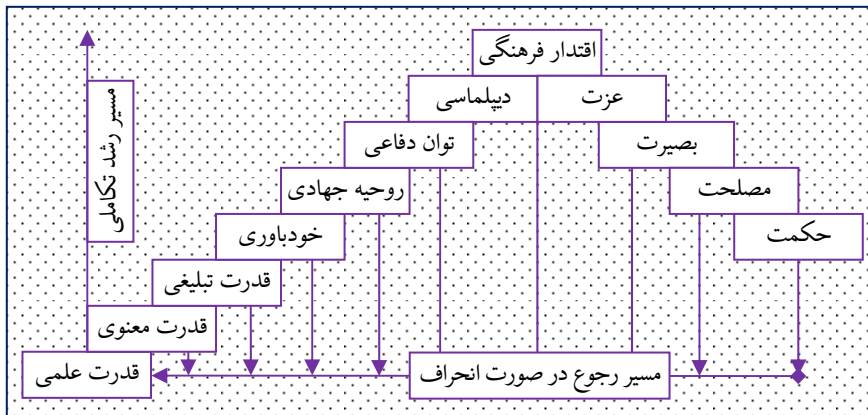 اقتدار فرهنگی
عزت
دیپلماسی
بصیرت
توان دفاعی
مصلحت
روحیه جهادی
حکمت
خودباوری
قدرت تبلیغی
قدرت معنوی
قدرت علمی
مسیر رجوع در صورت انحراف
مسیر رشد تکاملی